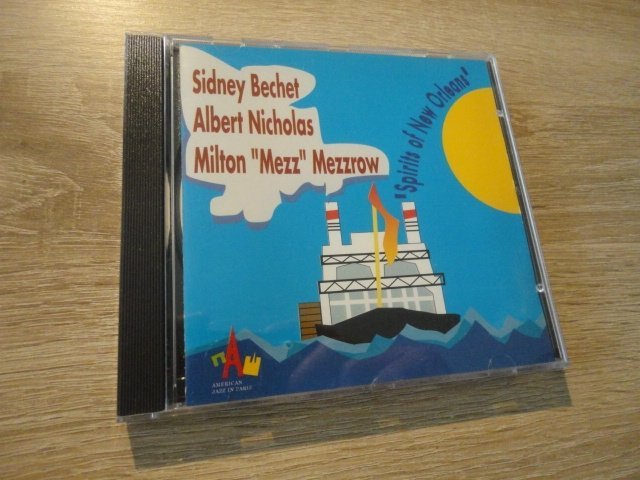 Sidney Bechet
Albert Nicholas
Milton "Mezz" Mezzrow
'Spirits of New Orleans'
AMERICAN
JAZZ IN PARIS